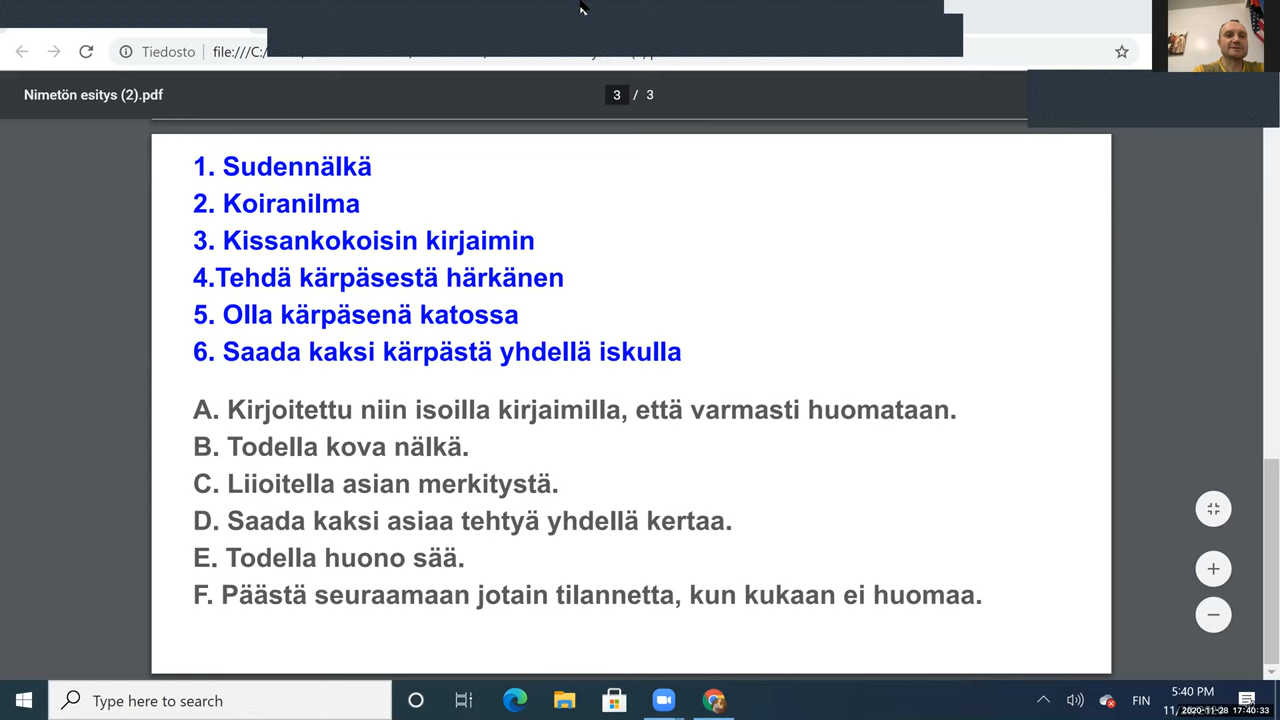 Tiedosto
file:///C:/
Nimetön esitys (2).pdf
3 / 3
1. Sudennälkä
2. Koiranilma
3. Kissankokoisin kirjaimin
4.Tehdä kärpäsestä härkänen
5. Olla kärpäsenä katossa
6. Saada kaksi kärpästä yhdellä iskulla
A. Kirjoitettu niin isoilla kirjaimilla, että varmasti huomataan.
B. Todella kova nälkä.
C. Liioitella asian merkitystä.
D. Saada kaksi asiaa tehtyä yhdellä kertaa.
E. Todella huono sää.
F. Päästä seuraamaan jotain tilannetta, kun kukaan ei huomaa.
Type here to search
FIN
5:40 PM
2020-11-28 17:40:33